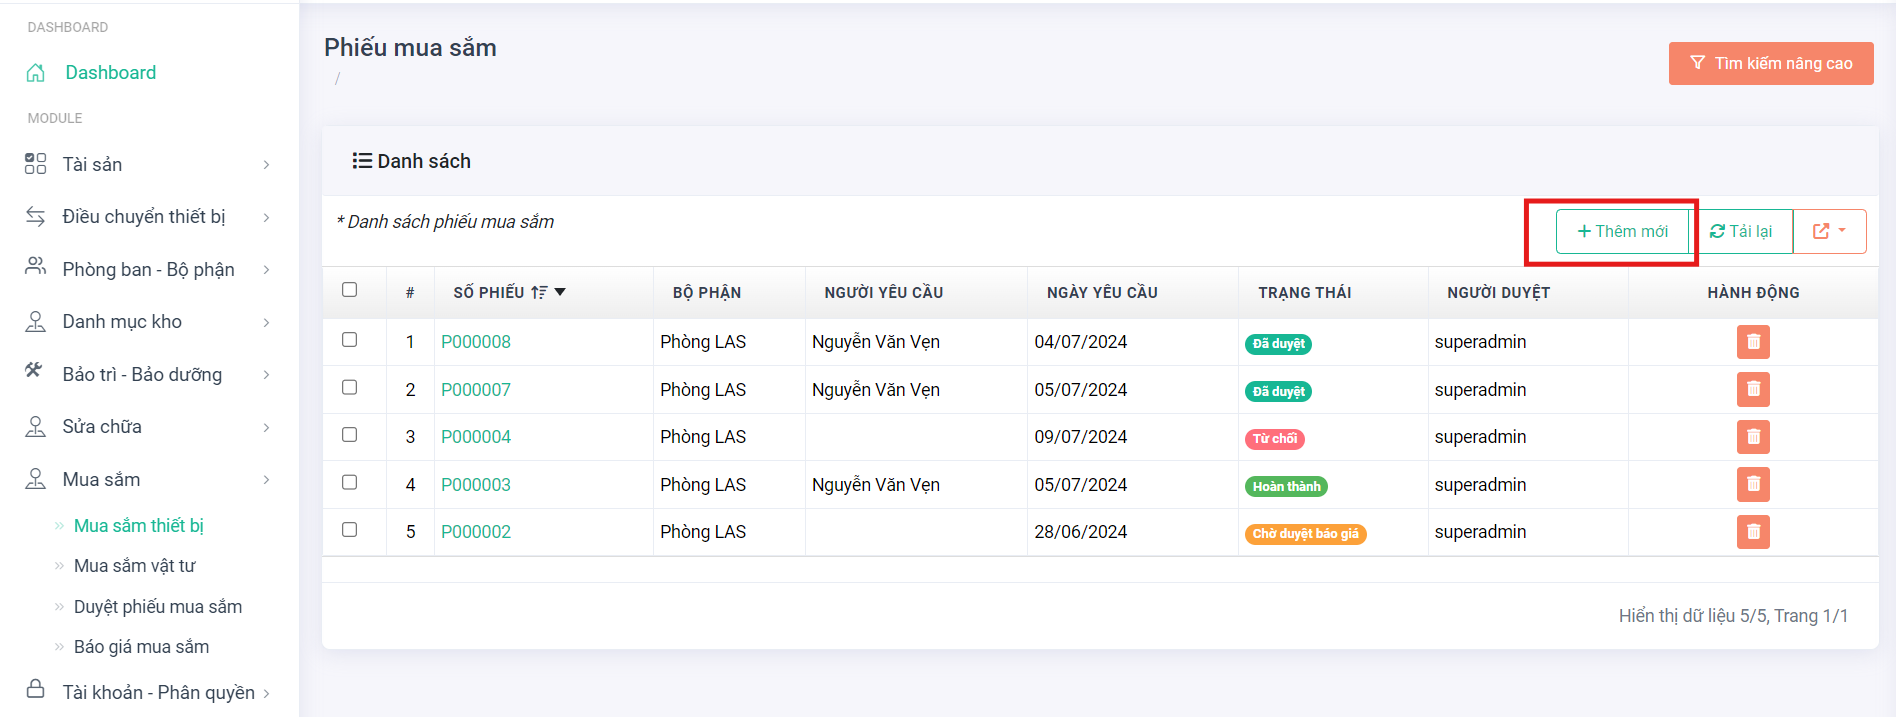 DASHBOARD
Dashboard
MODULE
Tài sản
Điều chuyển thiết bị
Phòng ban - Bộ phận
Danh mục kho
Bảo trì - Bảo dưỡng
Sửa chữa
Mua sắm
Mua sắm thiết bị
Mua sắm vật tư
Duyệt phiếu mua sắm
Báo giá mua sắm
Tài khoản - Phân quyền
Phiếu mua sắm
/
Tìm kiếm nâng cao
Danh sách
* Danh sách phiếu mua sắm
+ Thêm mới Tải lại
# SỐ PHIẾU BỘ PHẬN NGƯỜI YÊU CẦU NGÀY YÊU CẦU TRẠNG THÁI NGƯỜI DUYỆT HÀNH ĐỘNG
1 P000008 Phòng LAS Nguyễn Văn Vẹn 04/07/2024 Đã duyệt superadmin
2 P000007 Phòng LAS Nguyễn Văn Vẹn 05/07/2024 Đã duyệt superadmin
3 P000004 Phòng LAS 09/07/2024 Từ chối superadmin
4 P000003 Phòng LAS Nguyễn Văn Vẹn 05/07/2024 Hoàn thành superadmin
5 P000002 Phòng LAS 28/06/2024 Chờ duyệt báo giá superadmin
Hiển thị dữ liệu 5/5, Trang 1/1